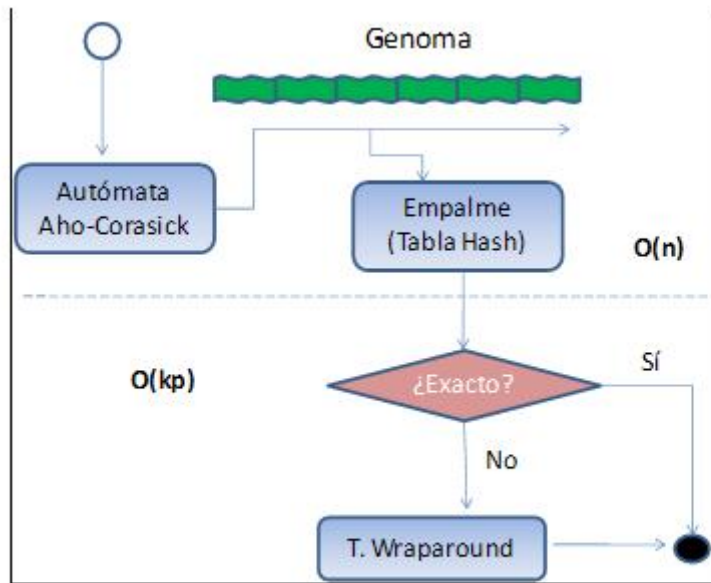 Genoma
Autómata
Aho-Corasick
Empalme
(Tabla Hash)
O(n)
O(kp)
¿Exacto?
Sí
No
T. Wraparound